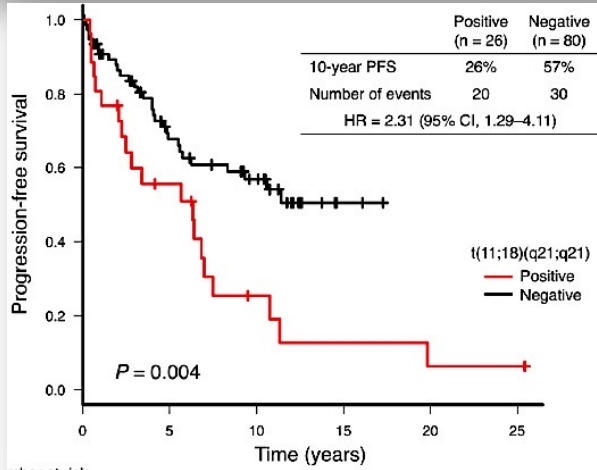 Positive Negative
(n = 26) (n = 80)
10-year PFS 26% 57%
Number of events 20 30
HR = 2.31 (95% CI, 1.29–4.11)
1.0
0.8
0.6
0.4
0.2
0.0
Progression-free survival
t(11;18)(q21;q21)
Positive
Negative
P = 0.004
0 5 10 15 20 25
Time (years)